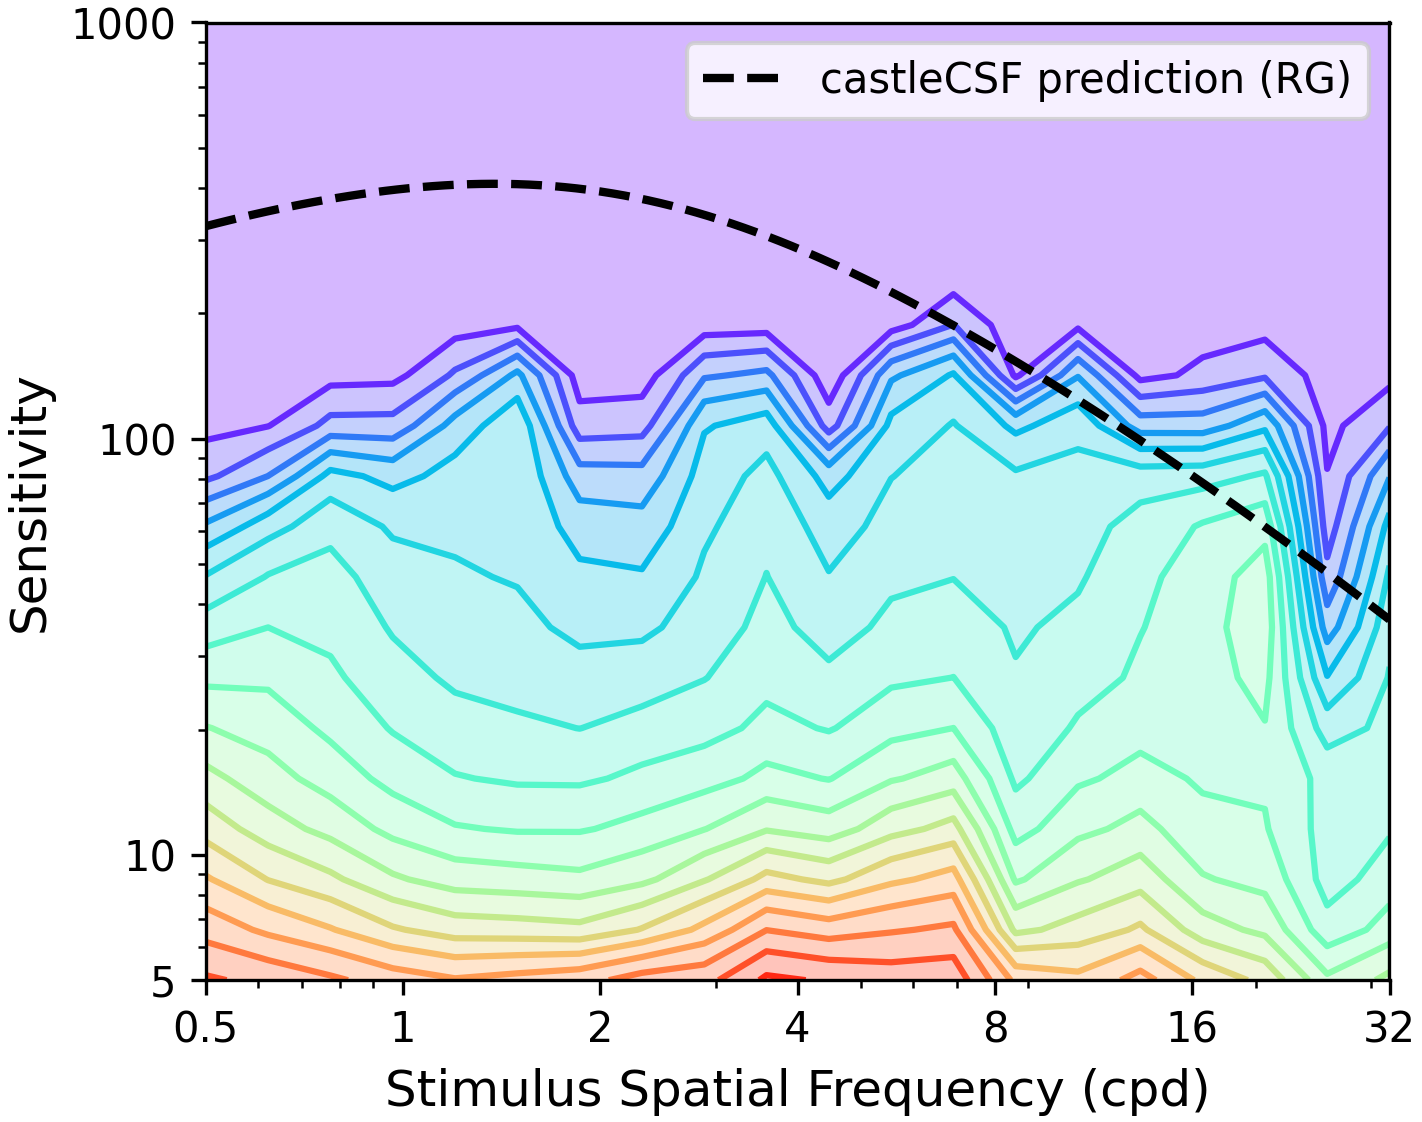 1000
castleCSF prediction (RG)
100
Sensitivity
10
5
0.5 1 2 4 8 16 32
Stimulus Spatial Frequency (cpd)